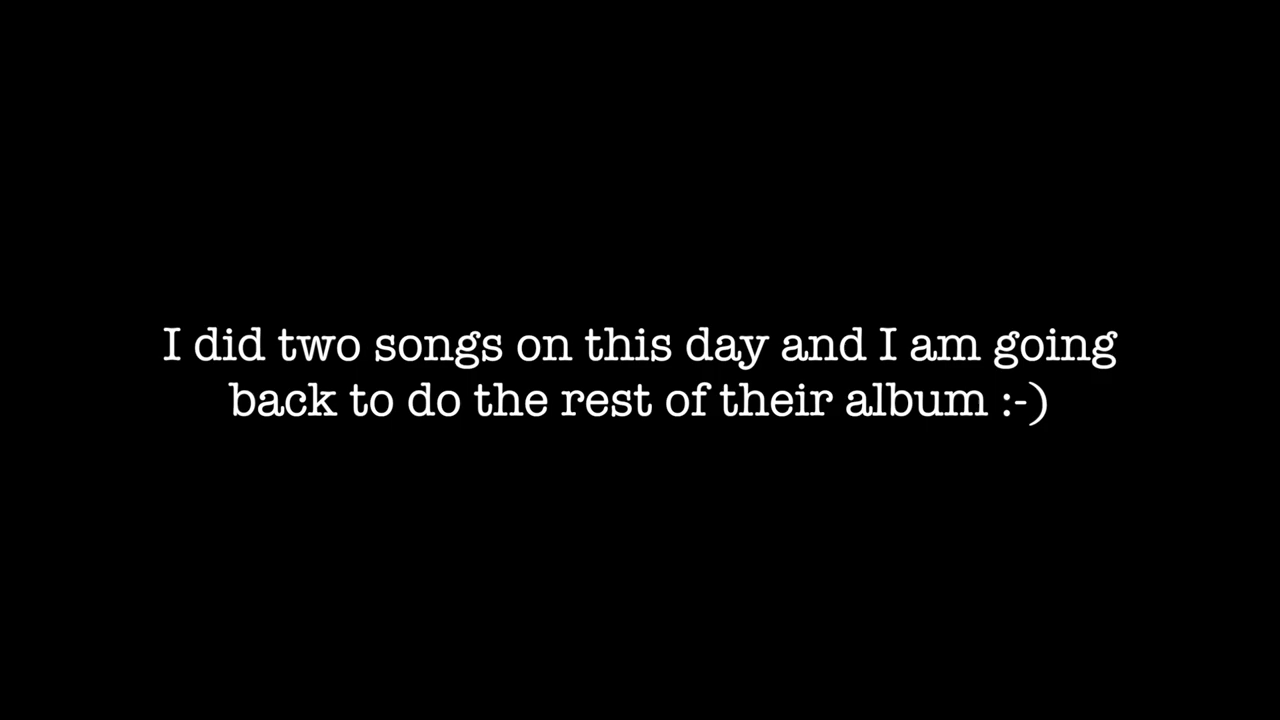 I did two songs on this day and I am going
back to do the rest of their album :-)